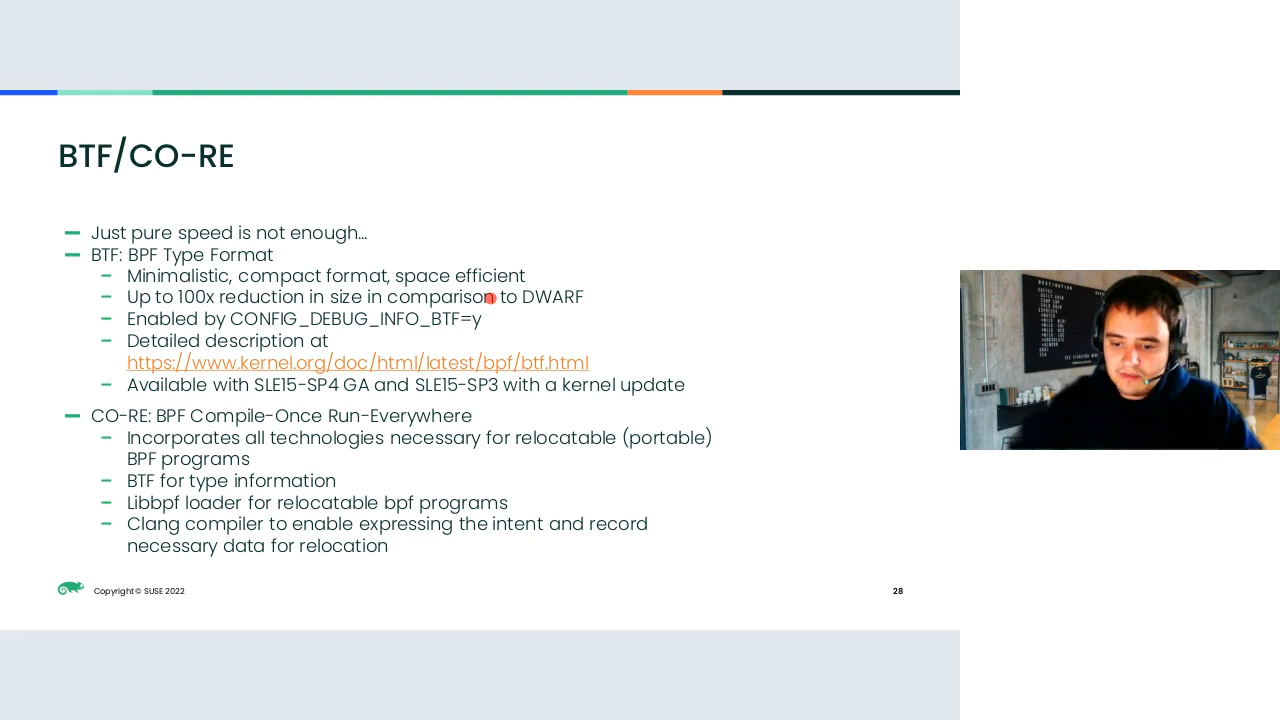 BTF/CO-RE
Just pure speed is not enough...
BTF: BPF Type Format
Minimalistic, compact format, space efficient
Up to 100x reduction in size in comparison to DWARF
Enabled by CONFIG_DEBUG_INFO_BTF=y
Detailed description at
https://www.kernel.org/doc/html/latest/bpf/btf.html
Available with SLE15-SP4 GA and SLE15-SP3 with a kernel update
CO-RE: BPF Compile-Once Run-Everywhere
Incorporates all technologies necessary for relocatable (portable)
BPF programs
BTF for type information
Libbpf loader for relocatable bpf programs
Clang compiler to enable expressing the intent and record
necessary data for relocation
Copyright © SUSE 2022
28